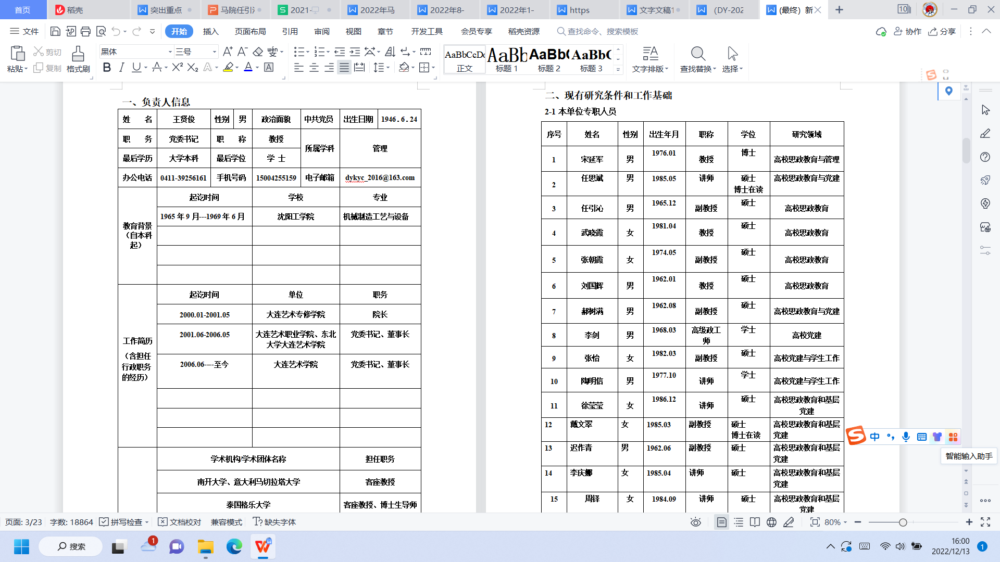 首页
稻壳
突出重点
马院任引沁
2021-
2022年马
2022年8-
2022年1-
https
文字文稿1
(DY-202
(最终) 新
文件
开始
插入
页面布局
引用
审阅
视图
章节
开发工具
会员专享
稻壳资源
查找命令、搜索模板
协作
分享
粘贴
剪切
复制
格式刷
黑体
三号
AaBbCcDd
正文
AaBb
标题 1
AaBb
标题 2
AaBb
标题 3
文字排版
查找替换
选择
一、负责人信息
姓 名 王贤俊 性别 男 政治面貌 中共党员 出生日期 1946.6.24
职 务 党委书记 职 称 教授 所属学科 管理
最后学历 大学本科 最后学位 学 士
办公电话 0411-39256161 手机号码 15004255159 电子邮箱 dykyc_2016@163.com
教育背景
(自本科
起)
起讫时间 学校 专业
1965 年 9 月---1969 年 6 月 沈阳工学院 机械制造工艺与设备
工作简历
(含担任
行政职务
的经历)
起讫时间 单位 职务
2000.01-2001.05 大连艺术专修学院 院长
2001.06-2006.05 大连艺术职业学院、东北
大学大连艺术学院 党委书记、董事长
2006.06----至今 大连艺术学院 党委书记、董事长
学术机构/学术团体名称 担任职务
南开大学、意大利马切拉塔大学 客座教授
泰国格乐大学 客座教授、博士生导师
二、现有研究条件和工作基础
2-1 本单位专职人员
序号 姓名 性别 出生年月 职称 学位 研究领域
1 宋延军 男 1976.01 教授 博士 高校思政教育与管理
2 任思斌 男 1985.05 讲师 硕士
博士在读 高校思政教育与党建
3 任引沁 男 1965.12 副教授 硕士 高校思政教育
4 武晓霞 女 1981.04 教授 硕士 高校思政教育
5 张朝霞 女 1974.05 副教授 硕士 高校思政教育
6 刘国辉 男 1962.01 教授 硕士 高校思政教育
7 郝树满 男 1962.08 副教授 硕士 高校思政教育与党建
8 李剑 男 1968.03 高级政工
师 学士 高校党建
9 张怡 女 1982.03 副教授 硕士 高校党建与学生工作
10 陶明信 男 1977.10 讲师 学士 高校党建与学生工作
11 徐莹莹 女 1986.12 讲师 硕士 高校思政教育和基层
党建
12 戴文翠 女 1985.03 副教授 硕士
博士在读 高校思政教育和基层
党建
13 迟作青 男 1962.06 副教授 硕士 高校思政教育和基层
党建
14 李庆娜 女 1985.04 讲师 硕士 高校思政教育和基层
党建
15 周铎 女 1984.09 讲师 硕士 高校思政教育和基层
党建
中
智能输入助手
页面: 3/23
字数: 18864
拼写检查
文档校对
兼容模式
缺失字体
80%
搜索
1
16:00
2022/12/13
1